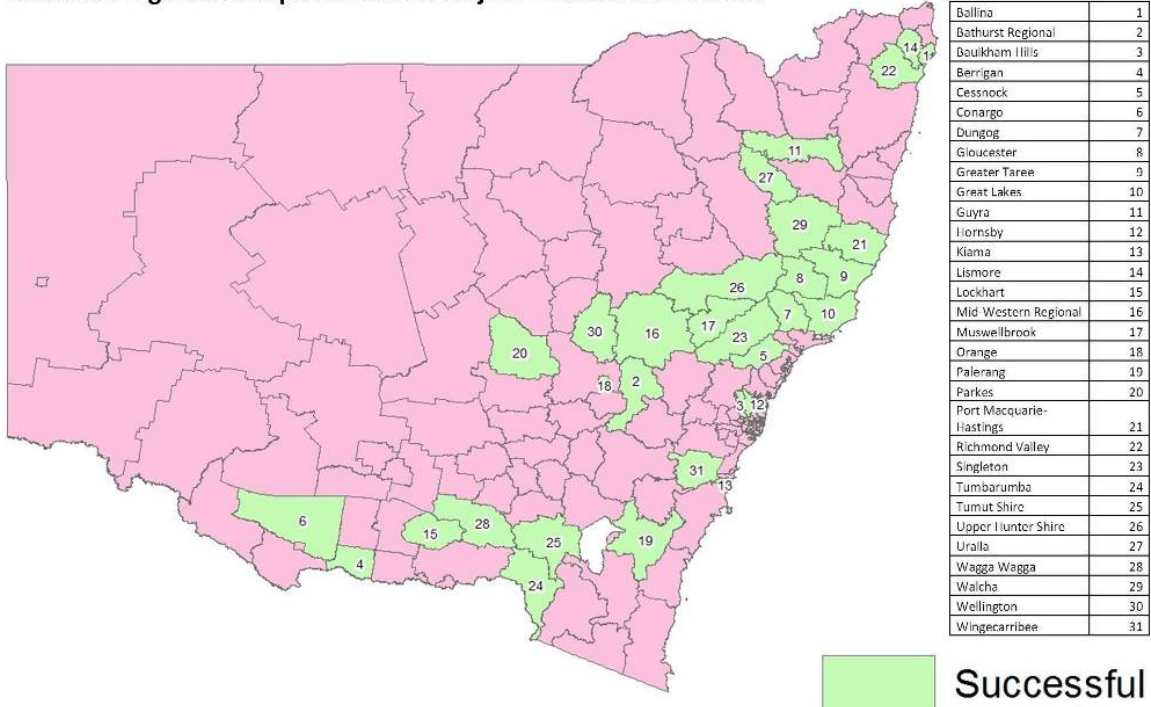 14
1
22
11
27
29
21
8
9
26
7
10
17
23
30
16
5
20
18
2
3
12
31
13
6
28
15
25
19
4
24
Ballina 1
Bathurst Regional 2
Baulkham Hills 3
Berrigan 4
Cessnock 5
Conargo 6
Dungog 7
Gloucester 8
Greater Taree 9
Great Lakes 10
Guyra 11
Hornsby 12
Kiama 13
Lismore 14
Lockhart 15
Mid-Western Regional 16
Muswellbrook 17
Orange 18
Palerang 19
Parkes 20
Port Macquarie-
Hastings 21
Richmond Valley 22
Singleton 23
Tumbarumba 24
Tumut Shire 25
Upper Hunter Shire 26
Uralla 27
Wagga Wagga 28
Walcha 29
Wellington 30
Wingecarribee 31
Successful